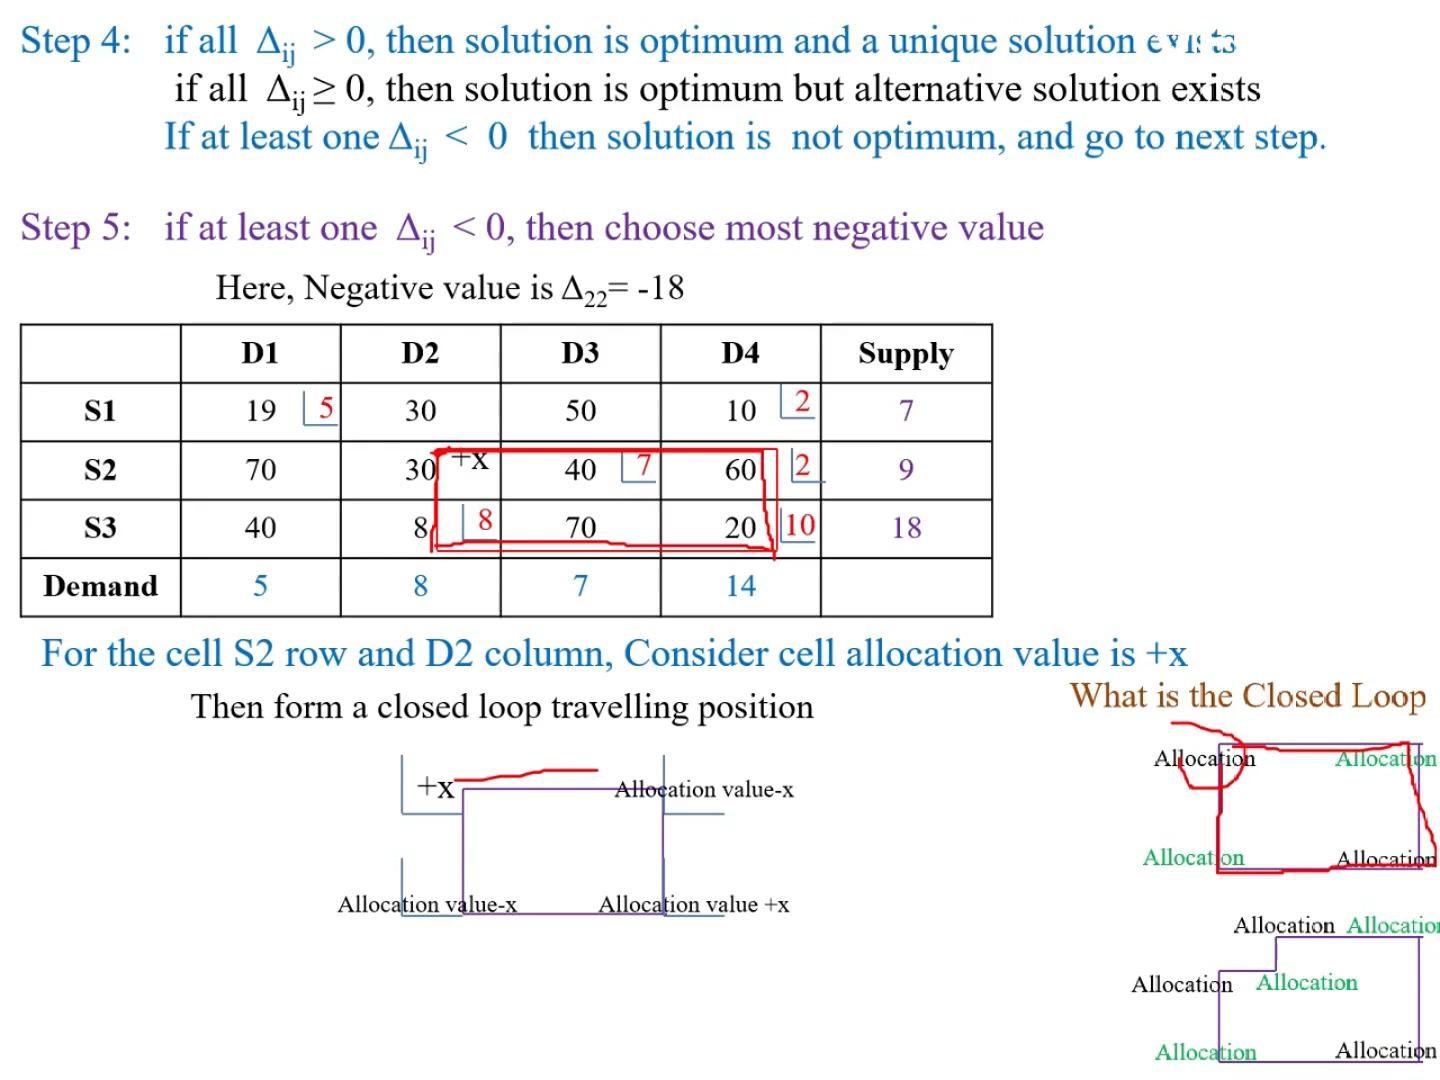 Step 4: if all Δij > 0, then solution is optimum and a unique solution
if all Δij ≥ 0, then solution is optimum but alternative solution exists
If at least one Δij < 0 then solution is not optimum, and go to next step.
Step 5: if at least one Δij < 0, then choose most negative value
Here, Negative value is Δ22= -18
D1 D2 D3 D4 Supply
S1 19 5 30 50 10 2 7
S2 70 30 +x 40 7 60 2 9
S3 40 8 8 70 20 10 18
Demand 5 8 7 14
For the cell S2 row and D2 column, Consider cell allocation value is +x
Then form a closed loop travelling position
+x Allocation value-x
Allocation value-x Allocation value +x
What is the Closed Loop
Allocation Allocation
Allocation Allocation
Allocation Allocatio
Allocation Allocation
Allocation Allocation